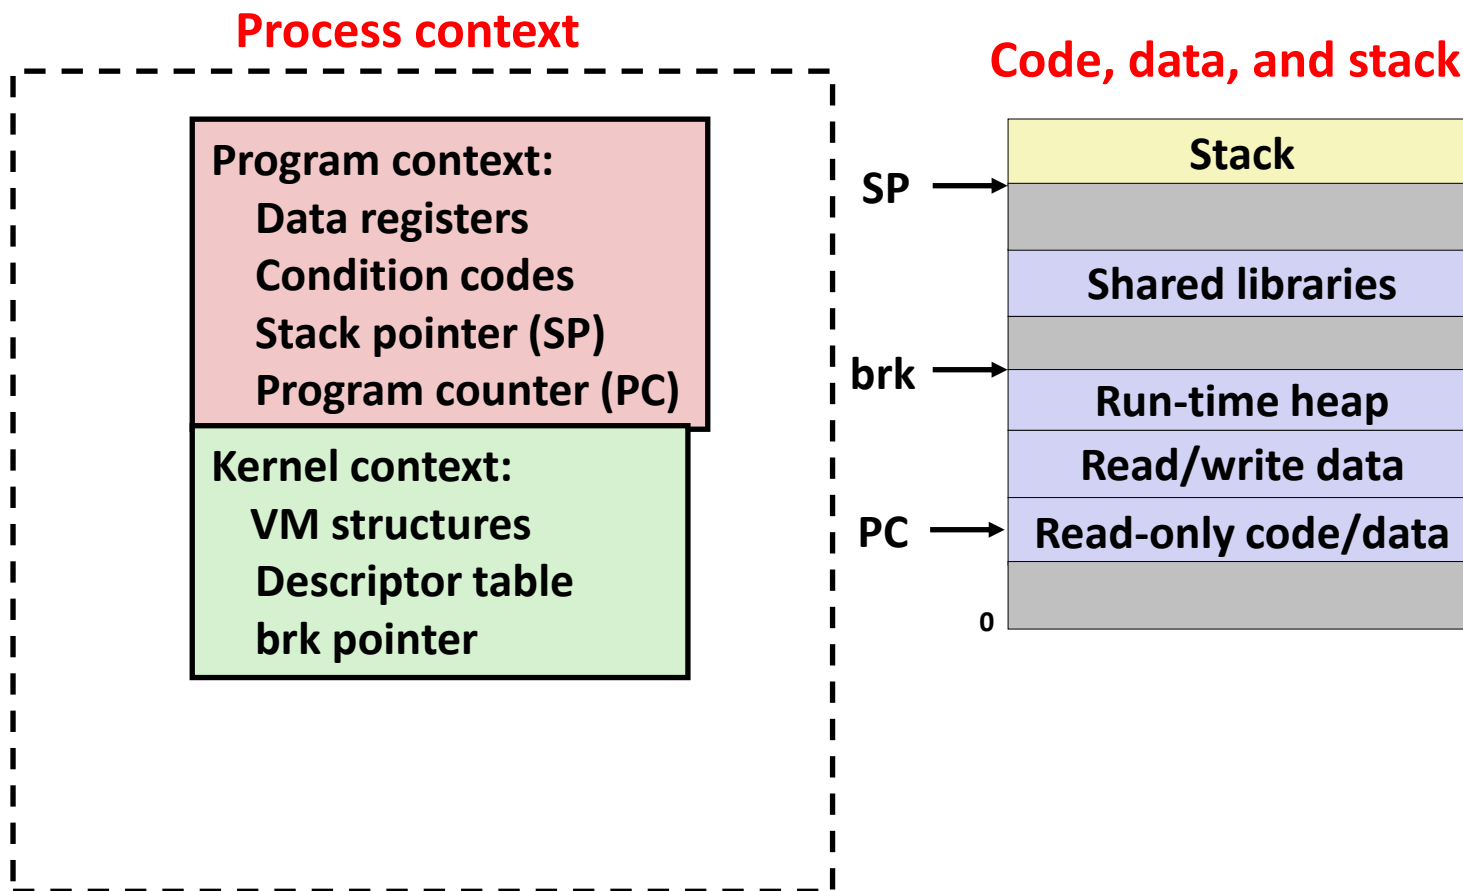 Process context
Program context:
Data registers
Condition codes
Stack pointer (SP)
Program counter (PC)
Kernel context:
VM structures
Descriptor table
brk pointer
Code, data, and stack
Stack
SP
Shared libraries
brk
Run-time heap
Read/write data
PC
Read-only code/data
0